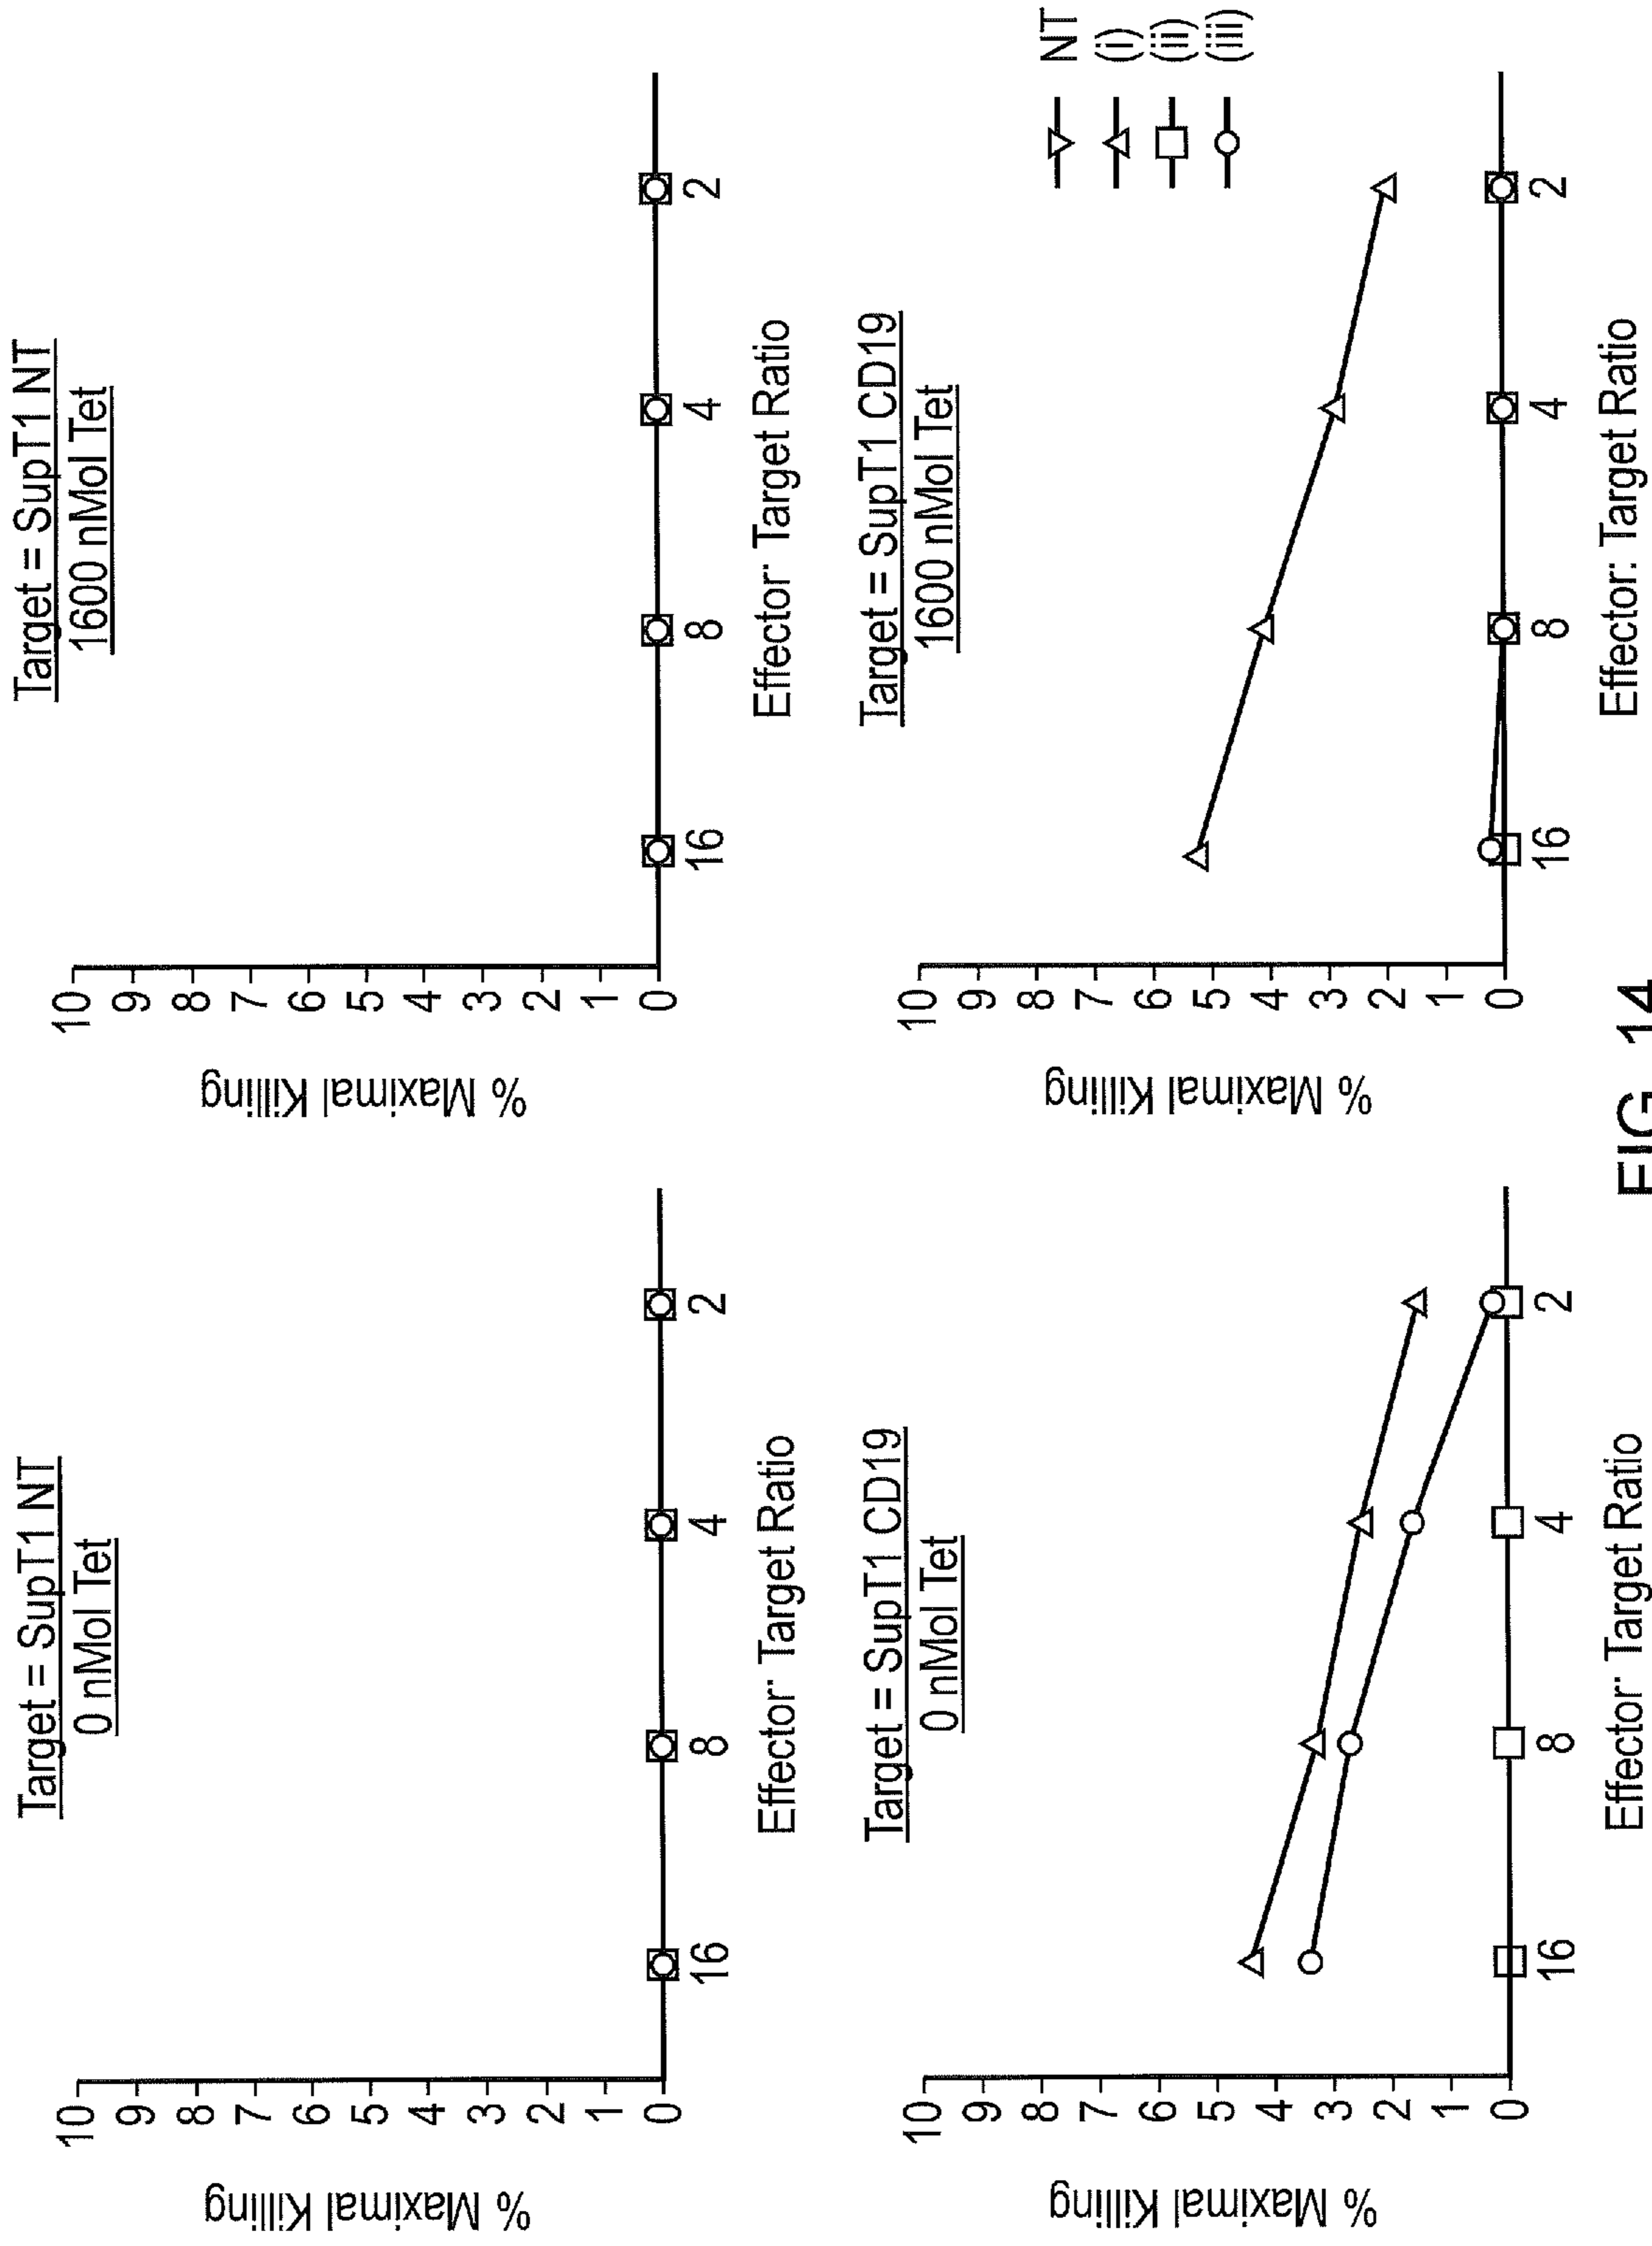 Target = SupT1 NT
0 nMol Tet
% Maximal Killing
10
9
8
7
6
5
4
3
2
1
0
16 8 4 2
Effector: Target Ratio
Target = SupT1 NT
1600 nMol Tet
% Maximal Killing
10
9
8
7
6
5
4
3
2
1
0
16 8 4 2
Effector: Target Ratio
Target = SupT1 CD19
0 nMol Tet
% Maximal Killing
10
9
8
7
6
5
4
3
2
1
0
16 8 4 2
Effector: Target Ratio
Target = SupT1 CD19
1600 nMol Tet
% Maximal Killing
10
9
8
7
6
5
4
3
2
1
0
16 8 4 2
Effector: Target Ratio
NT
(i)
(ii)
(iii)
FIG. 14